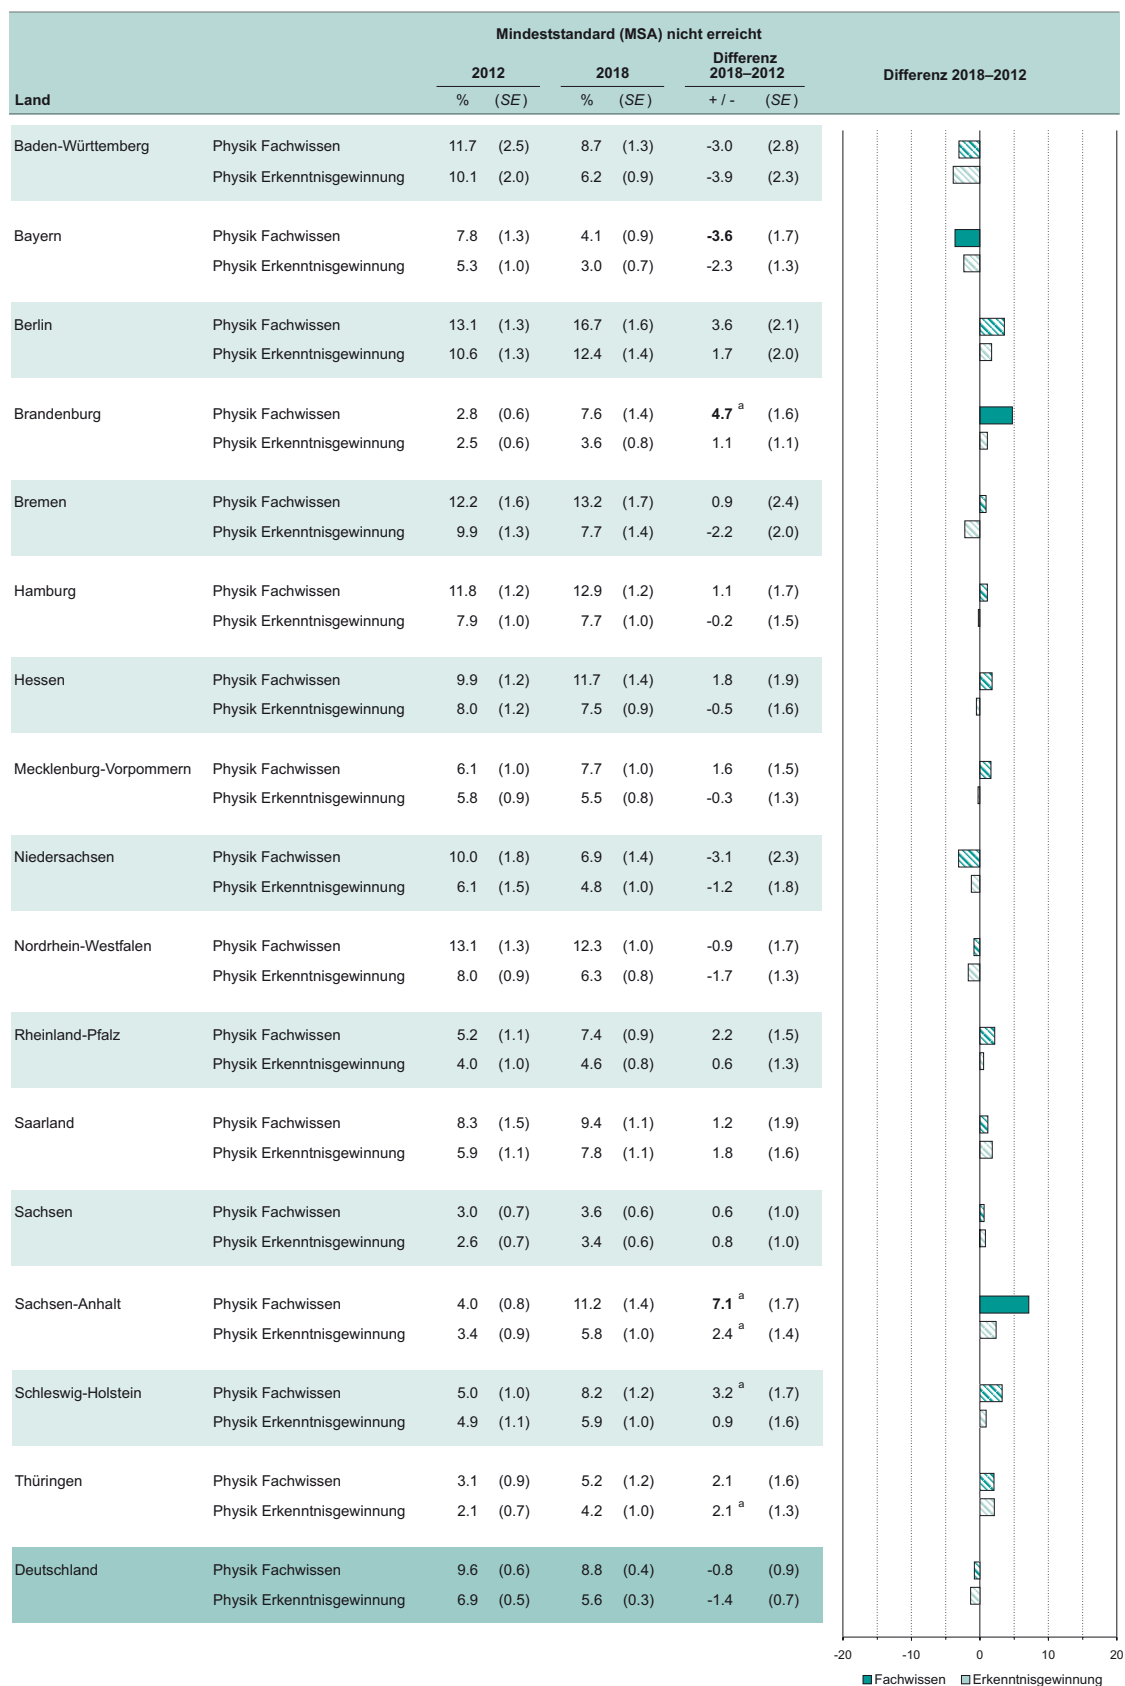 Mindeststandard (MSA) nicht erreicht
2012 2018 Differenz 2018–2012 Differenz 2018–2012
Land % (SE) % (SE) + / - (SE)
Baden-Württemberg Physik Fachwissen 11.7 (2.5) 8.7 (1.3) -3.0 (2.8)
Physik Erkenntnisgewinnung 10.1 (2.0) 6.2 (0.9) -3.9 (2.3)
Bayern Physik Fachwissen 7.8 (1.3) 4.1 (0.9) -3.6 (1.7)
Physik Erkenntnisgewinnung 5.3 (1.0) 3.0 (0.7) -2.3 (1.3)
Berlin Physik Fachwissen 13.1 (1.3) 16.7 (1.6) 3.6 (2.1)
Physik Erkenntnisgewinnung 10.6 (1.3) 12.4 (1.4) 1.7 (2.0)
Brandenburg Physik Fachwissen 2.8 (0.6) 7.6 (1.4) 4.7 a (1.6)
Physik Erkenntnisgewinnung 2.5 (0.6) 3.6 (0.8) 1.1 (1.1)
Bremen Physik Fachwissen 12.2 (1.6) 13.2 (1.7) 0.9 (2.4)
Physik Erkenntnisgewinnung 9.9 (1.3) 7.7 (1.4) -2.2 (2.0)
Hamburg Physik Fachwissen 11.8 (1.2) 12.9 (1.2) 1.1 (1.7)
Physik Erkenntnisgewinnung 7.9 (1.0) 7.7 (1.0) -0.2 (1.5)
Hessen Physik Fachwissen 9.9 (1.2) 11.7 (1.4) 1.8 (1.9)
Physik Erkenntnisgewinnung 8.0 (1.2) 7.5 (0.9) -0.5 (1.6)
Mecklenburg-Vorpommern Physik Fachwissen 6.1 (1.0) 7.7 (1.0) 1.6 (1.5)
Physik Erkenntnisgewinnung 5.8 (0.9) 5.5 (0.8) -0.3 (1.3)
Niedersachsen Physik Fachwissen 10.0 (1.8) 6.9 (1.4) -3.1 (2.3)
Physik Erkenntnisgewinnung 6.1 (1.5) 4.8 (1.0) -1.2 (1.8)
Nordrhein-Westfalen Physik Fachwissen 13.1 (1.3) 12.3 (1.0) -0.9 (1.7)
Physik Erkenntnisgewinnung 8.0 (0.9) 6.3 (0.8) -1.7 (1.3)
Rheinland-Pfalz Physik Fachwissen 5.2 (1.1) 7.4 (0.9) 2.2 (1.5)
Physik Erkenntnisgewinnung 4.0 (1.0) 4.6 (0.8) 0.6 (1.3)
Saarland Physik Fachwissen 8.3 (1.5) 9.4 (1.1) 1.2 (1.9)
Physik Erkenntnisgewinnung 5.9 (1.1) 7.8 (1.1) 1.8 (1.6)
Sachsen Physik Fachwissen 3.0 (0.7) 3.6 (0.6) 0.6 (1.0)
Physik Erkenntnisgewinnung 2.6 (0.7) 3.4 (0.6) 0.8 (1.0)
Sachsen-Anhalt Physik Fachwissen 4.0 (0.8) 11.2 (1.4) 7.1 a (1.7)
Physik Erkenntnisgewinnung 3.4 (0.9) 5.8 (1.0) 2.4 a (1.4)
Schleswig-Holstein Physik Fachwissen 5.0 (1.0) 8.2 (1.2) 3.2 a (1.7)
Physik Erkenntnisgewinnung 4.9 (1.1) 5.9 (1.0) 0.9 (1.6)
Thüringen Physik Fachwissen 3.1 (0.9) 5.2 (1.2) 2.1 (1.6)
Physik Erkenntnisgewinnung 2.1 (0.7) 4.2 (1.0) 2.1 a (1.3)
Deutschland Physik Fachwissen 9.6 (0.6) 8.8 (0.4) -0.8 (0.9)
Physik Erkenntnisgewinnung 6.9 (0.5) 5.6 (0.3) -1.4 (0.7)
-20 -10 0 10 20
Fachwissen Erkenntnisgewinnung